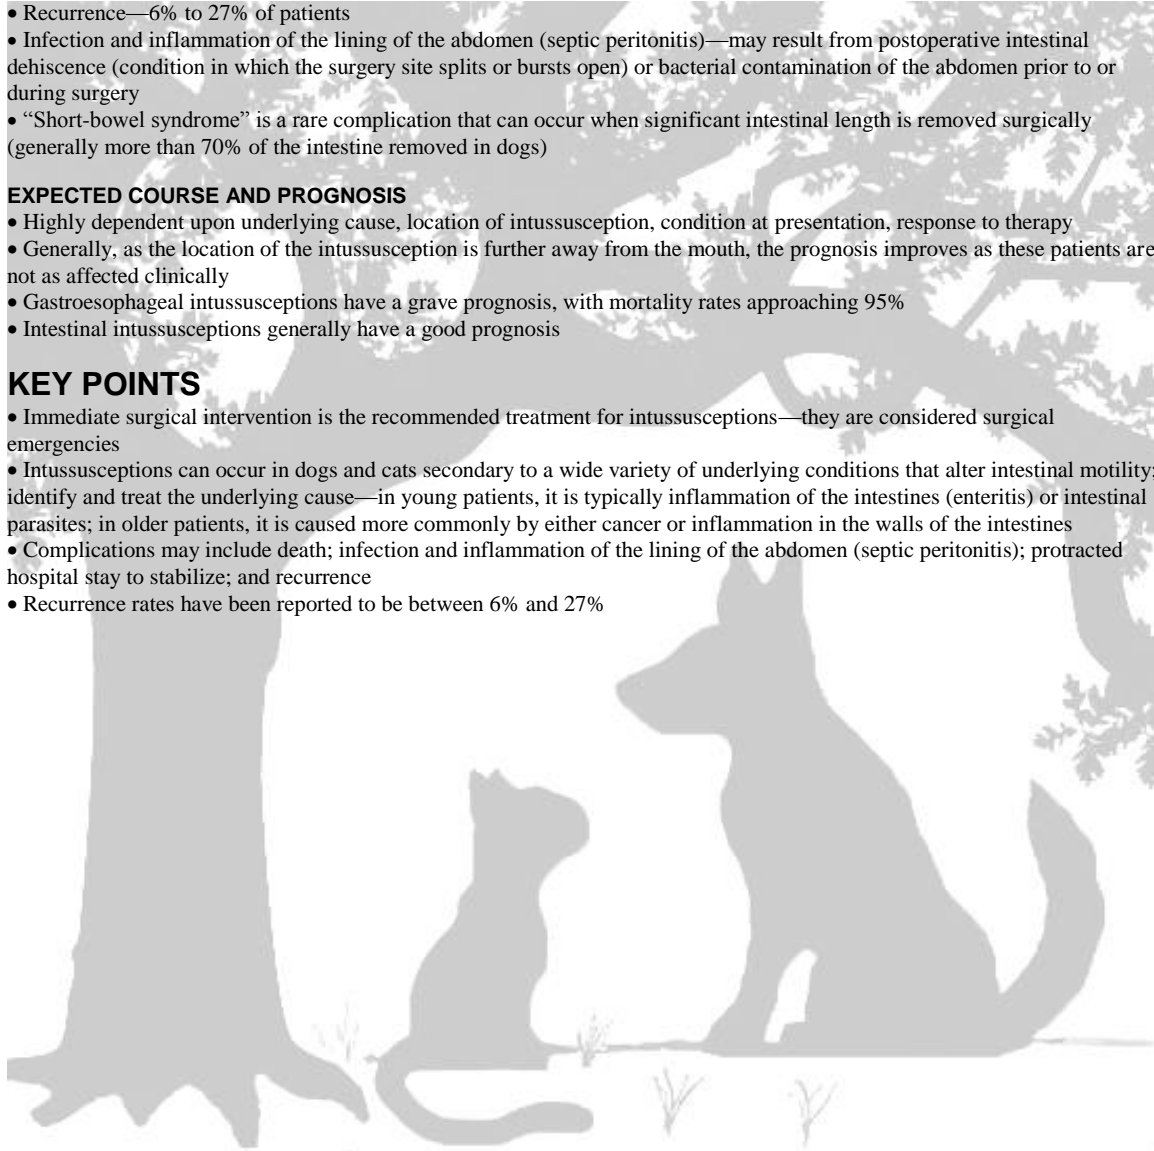 • Recurrence—6% to 27% of patients
• Infection and inflammation of the lining of the abdomen (septic peritonitis)—may result from postoperative intestinal
dehiscence (condition in which the surgery site splits or bursts open) or bacterial contamination of the abdomen prior to or
during surgery
• “Short-bowel syndrome” is a rare complication that can occur when significant intestinal length is removed surgically
(generally more than 70% of the intestine removed in dogs)
EXPECTED COURSE AND PROGNOSIS
• Highly dependent upon underlying cause, location of intussusception, condition at presentation, response to therapy
• Generally, as the location of the intussusception is further away from the mouth, the prognosis improves as these patients are
not as affected clinically
• Gastroesophageal intussusceptions have a grave prognosis, with mortality rates approaching 95%
• Intestinal intussusceptions generally have a good prognosis
KEY POINTS
• Immediate surgical intervention is the recommended treatment for intussusceptions—they are considered surgical
emergencies
• Intussusceptions can occur in dogs and cats secondary to a wide variety of underlying conditions that alter intestinal motility;
identify and treat the underlying cause—in young patients, it is typically inflammation of the intestines (enteritis) or intestinal
parasites; in older patients, it is caused more commonly by either cancer or inflammation in the walls of the intestines
• Complications may include death; infection and inflammation of the lining of the abdomen (septic peritonitis); protracted
hospital stay to stabilize; and recurrence
• Recurrence rates have been reported to be between 6% and 27%